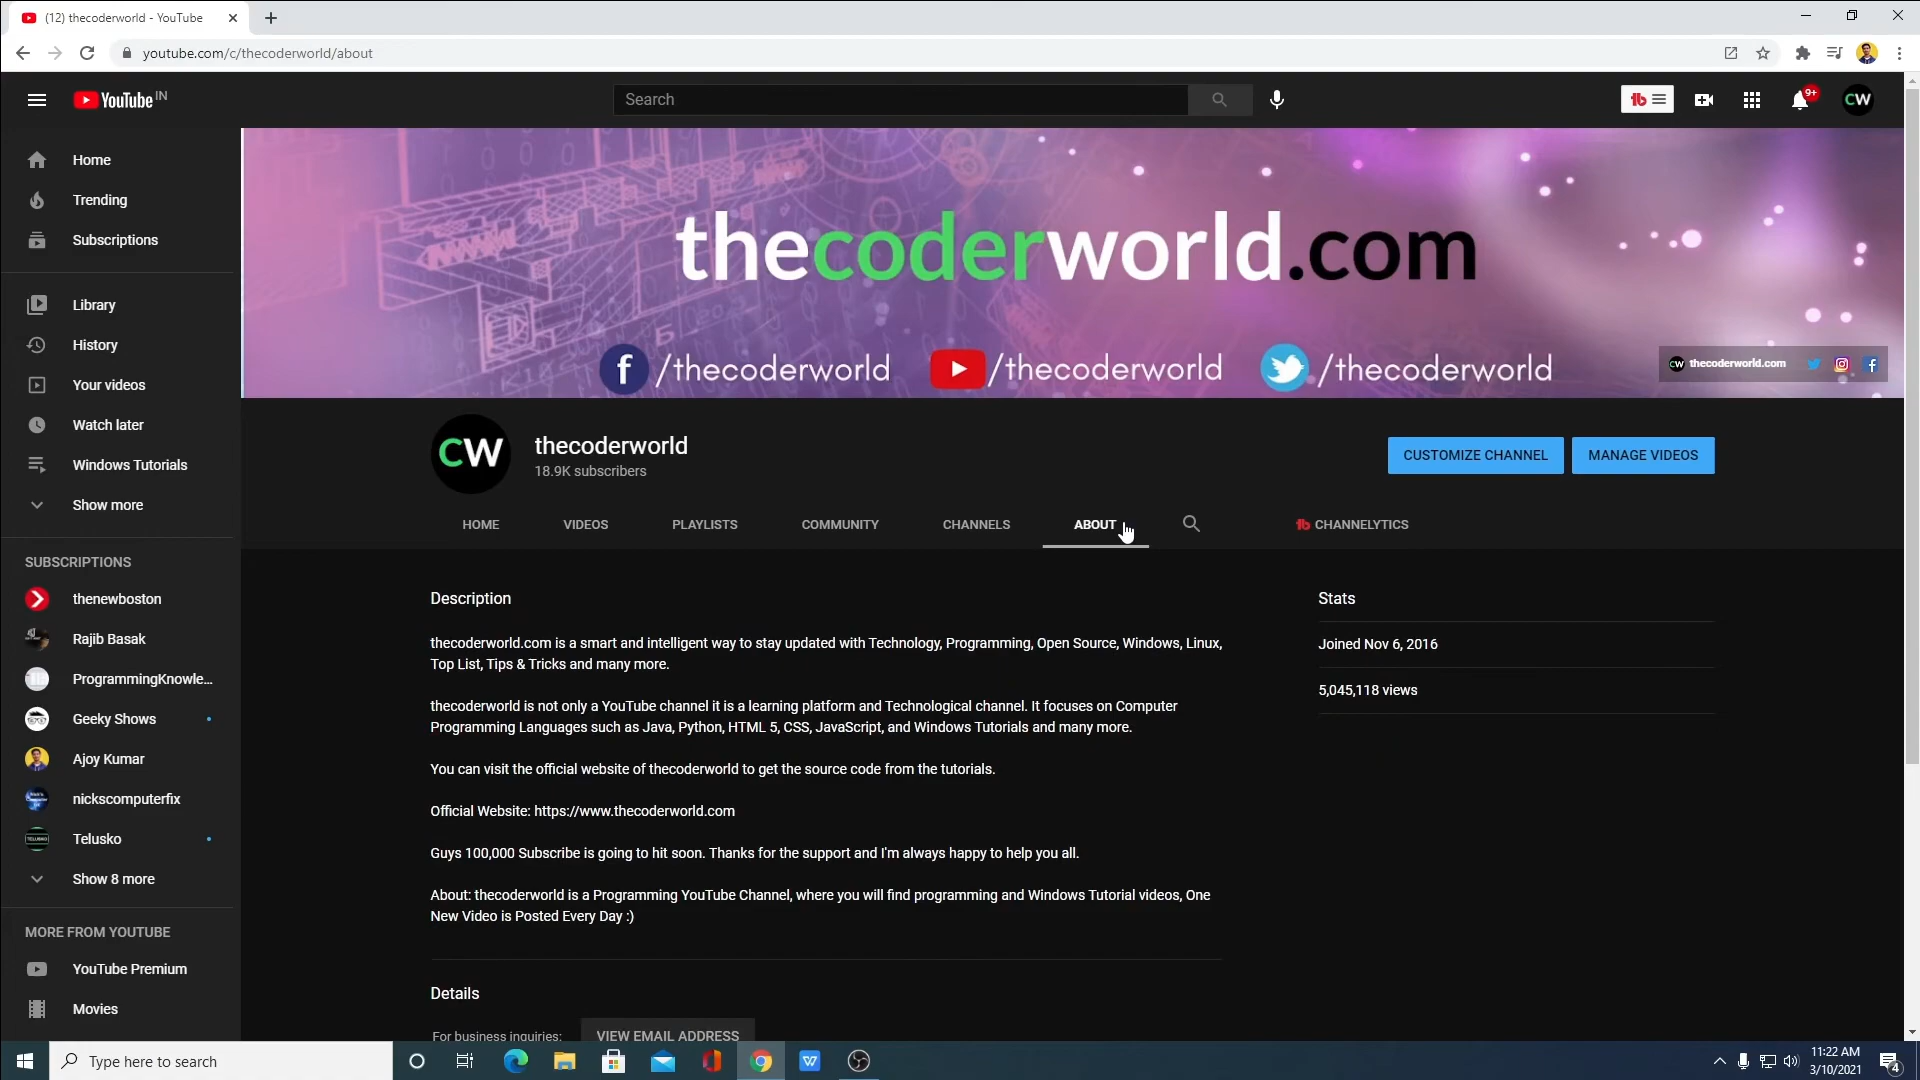 (12) thecoderworld - YouTube
youtube.com/c/thecoderworld/about
YouTube IN
Search
9+
CW
Home
Trending
Subscriptions
Library
History
Your videos
Watch later
Windows Tutorials
Show more
SUBSCRIPTIONS
thenewboston
Rajib Basak
ProgrammingKnowle...
Geeky Shows
Ajoy Kumar
nickscomputerfix
Telusko
Show 8 more
MORE FROM YOUTUBE
YouTube Premium
Movies
thecoderworld.com
/thecoderworld /thecoderworld /thecoderworld
CW thecoderworld.com
CW
thecoderworld
18.9K subscribers
CUSTOMIZE CHANNEL MANAGE VIDEOS
HOME VIDEOS PLAYLISTS COMMUNITY CHANNELS ABOUT CHANNELYTICS
Description
thecoderworld.com is a smart and intelligent way to stay updated with Technology, Programming, Open Source, Windows, Linux,
Top List, Tips & Tricks and many more.
thecoderworld is not only a YouTube channel it is a learning platform and Technological channel. It focuses on Computer
Programming Languages such as Java, Python, HTML 5, CSS, JavaScript, and Windows Tutorials and many more.
You can visit the official website of thecoderworld to get the source code from the tutorials.
Official Website: https://www.thecoderworld.com
Guys 100,000 Subscribe is going to hit soon. Thanks for the support and I'm always happy to help you all.
About: thecoderworld is a Programming YouTube Channel, where you will find programming and Windows Tutorial videos, One
New Video is Posted Every Day :)
Details
For business inquiries: VIEW EMAIL ADDRESS
Stats
Joined Nov 6, 2016
5,045,118 views
Type here to search
11:22 AM
3/10/2021
4